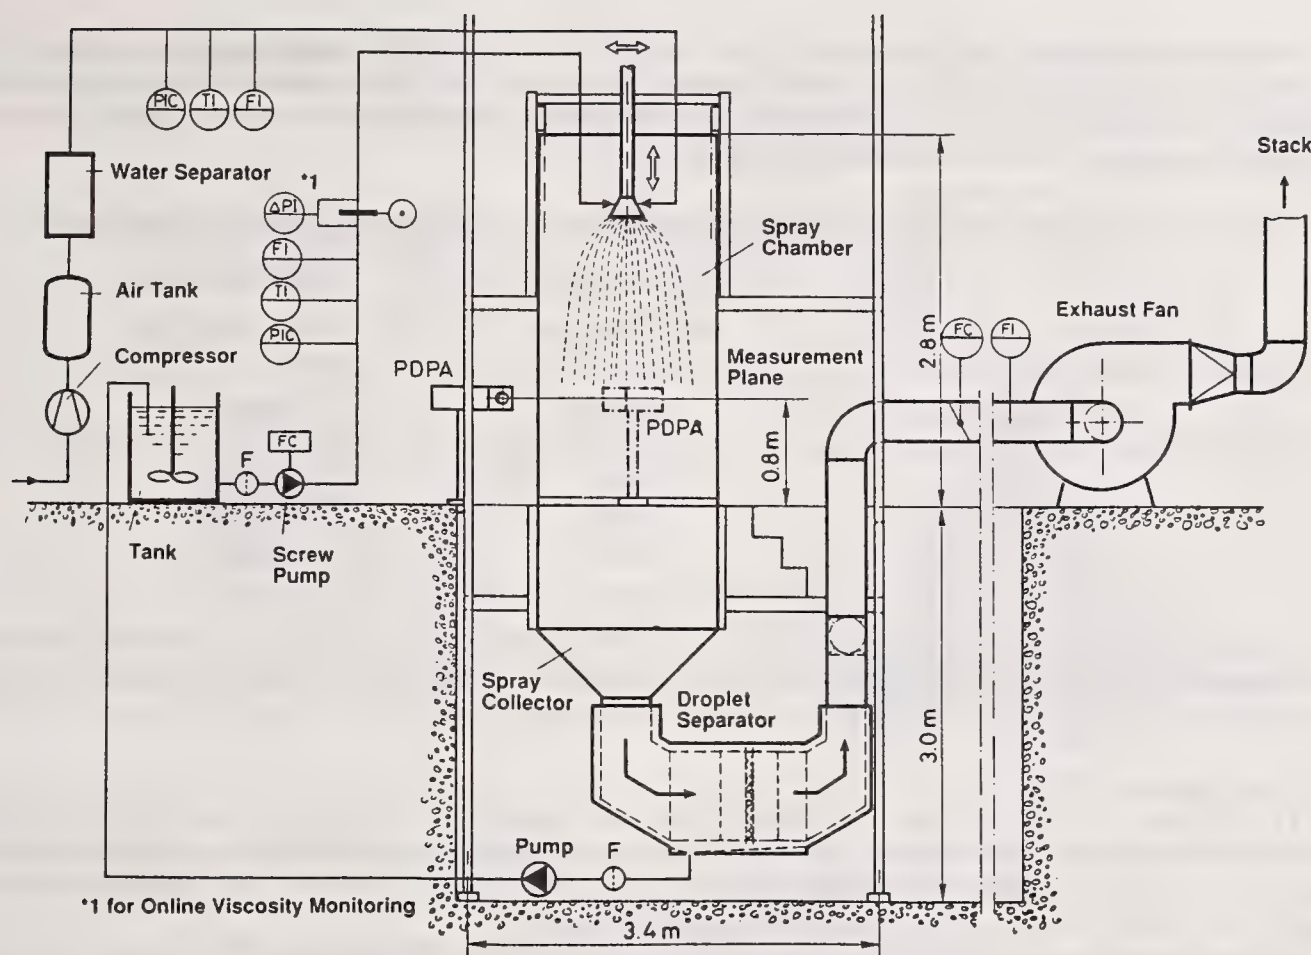 PIC
TI
FI
Water Separator
*1
ΔPI
FI
TI
PIC
Air Tank
Compressor
PDPA
FC
F
Tank
Screw
Pump
Spray
Chamber
Measurement
Plane
PDPA
0.8 m
2.8 m
Stack
Exhaust Fan
FC
FI
Spray
Collector
Droplet
Separator
3.0 m
Pump
F
*1 for Online Viscosity Monitoring
3.4 m